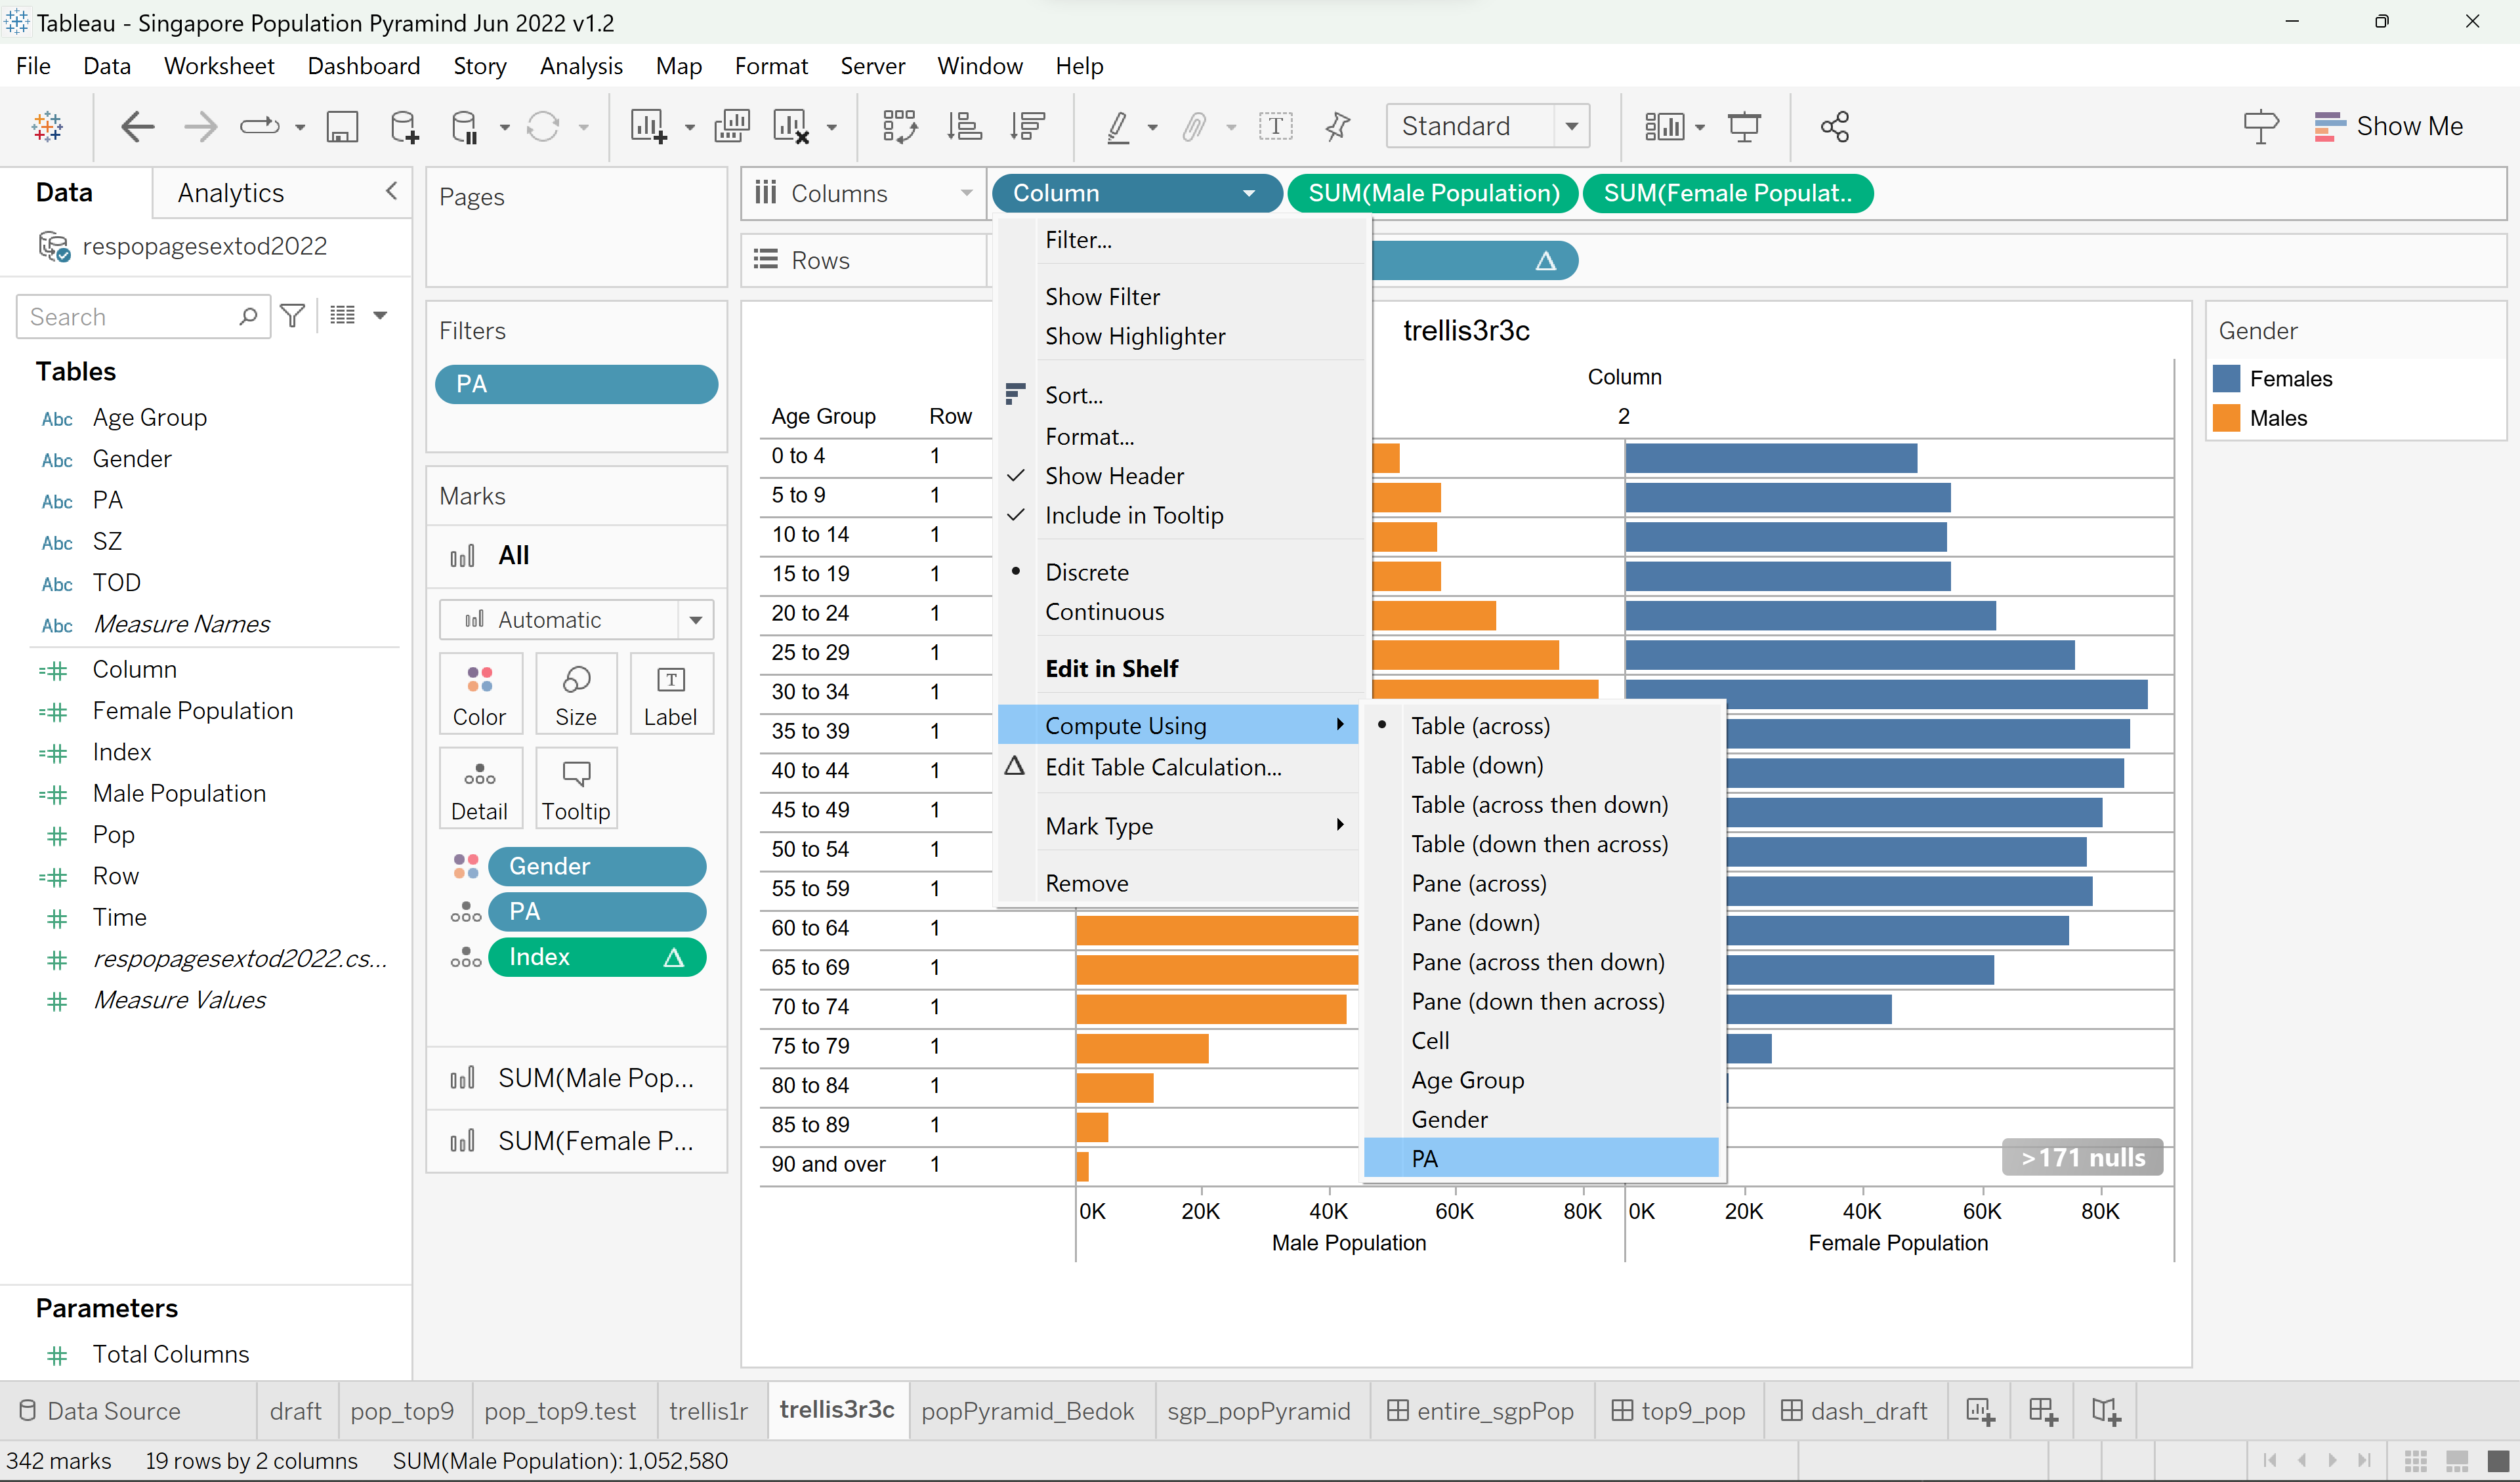 Tableau - Singapore Population Pyramind Jun 2022 v1.2
File Data Worksheet Dashboard Story Analysis Map Format Server Window Help
Standard
Show Me
Data
Analytics
respopagesextod2022
Search
Tables
Abc Age Group
Abc Gender
Abc PA
Abc SZ
Abc TOD
Abc Measure Names
Column
Female Population
Index
Male Population
Pop
Row
Time
respopagesextod2022.cs...
Measure Values
Parameters
Total Columns
Pages
Filters
PA
Marks
All
Automatic
Color Size Label
Detail Tooltip
Gender
PA
Index
SUM(Male Pop...
SUM(Female P...
Columns
Column SUM(Male Population) SUM(Female Populat..
Rows
Filter...
Show Filter
Show Highlighter
Sort...
Format...
Show Header
Include in Tooltip
Discrete
Continuous
Edit in Shelf
Compute Using
Edit Table Calculation...
Mark Type
Remove
Table (across)
Table (down)
Table (across then down)
Table (down then across)
Pane (across)
Pane (down)
Pane (across then down)
Pane (down then across)
Cell
Age Group
Gender
PA
trellis3r3c
Column
Age Group Row 2
0 to 4 1
5 to 9 1
10 to 14 1
15 to 19 1
20 to 24 1
25 to 29 1
30 to 34 1
35 to 39 1
40 to 44 1
45 to 49 1
50 to 54 1
55 to 59 1
60 to 64 1
65 to 69 1
70 to 74 1
75 to 79 1
80 to 84 1
85 to 89 1
90 and over 1
>171 nulls
0K 20K 40K 60K 80K 0K 20K 40K 60K 80K
Male Population Female Population
Gender
Females
Males
Data Source draft pop_top9 pop_top9.test trellis1r trellis3r3c popPyramid_Bedok sgp_popPyramid entire_sgpPop top9_pop dash_draft
342 marks 19 rows by 2 columns SUM(Male Population): 1,052,580